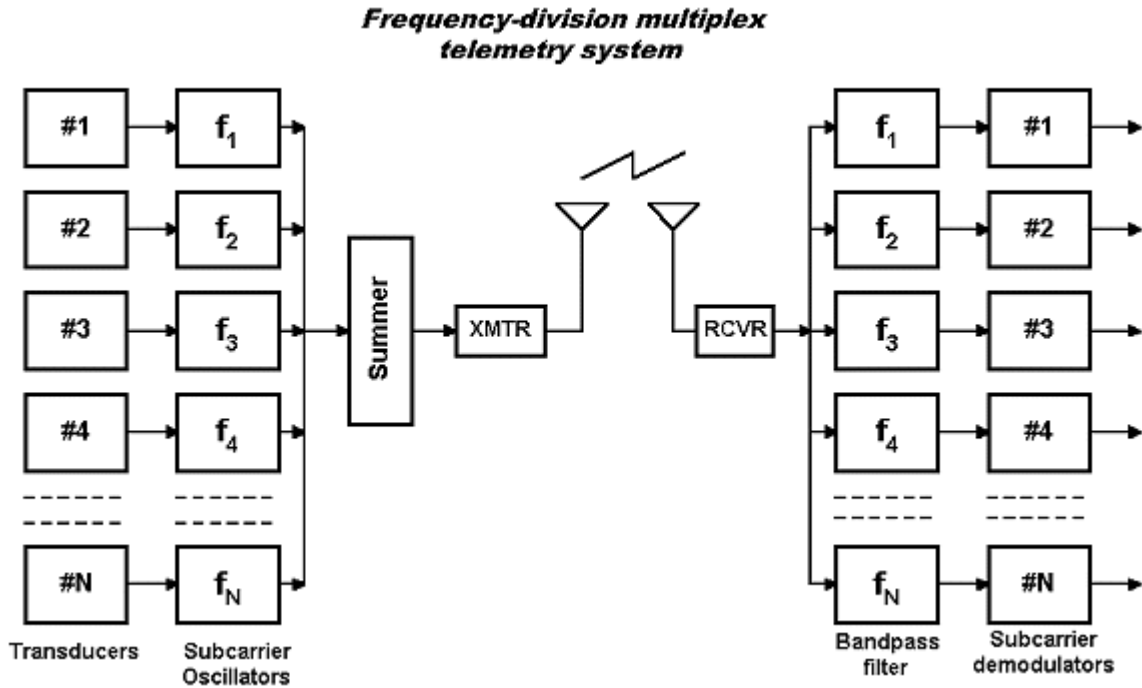 Frequency-division multiplex
telemetry system
#1
f1
f1
#1
#2
f2
f2
#2
#3
f3
Summer
XMTR
RCVR
f3
#3
#4
f4
f4
#4
#N
fN
fN
#N
Transducers
Subcarrier
Oscillators
Bandpass
filter
Subcarrier
demodulators